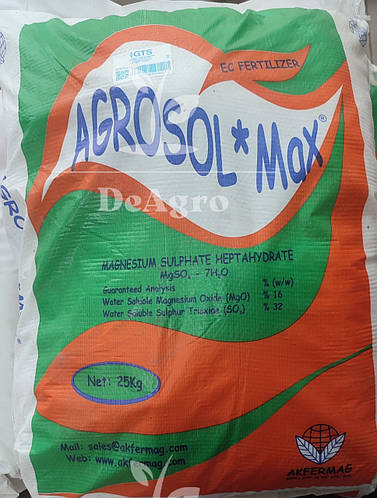 IGTS
EC FERTILIZER
AGROSOL*Max®
DeAgro
MAGNESIUM SULPHATE HEPTAHYDRATE
MgSO₄ - 7H₂O
Guaranteed Analysis % (w/w)
Water Soluble Magnesium Oxide (MgO) % 16
Water Soluble Sulphur Trioxide (SO₃) % 32
Net: 25Kg
Mail: sales@akfermag.com
Web: www.akfermag.com
AKFERMAG